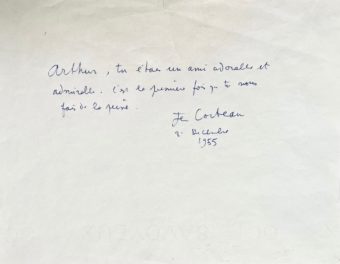 Arthur, tu étais un ami adorable et
admirable. C'est la première fois que tu nous
fais de la peine.
Jean Cocteau
2 Décembre
1955